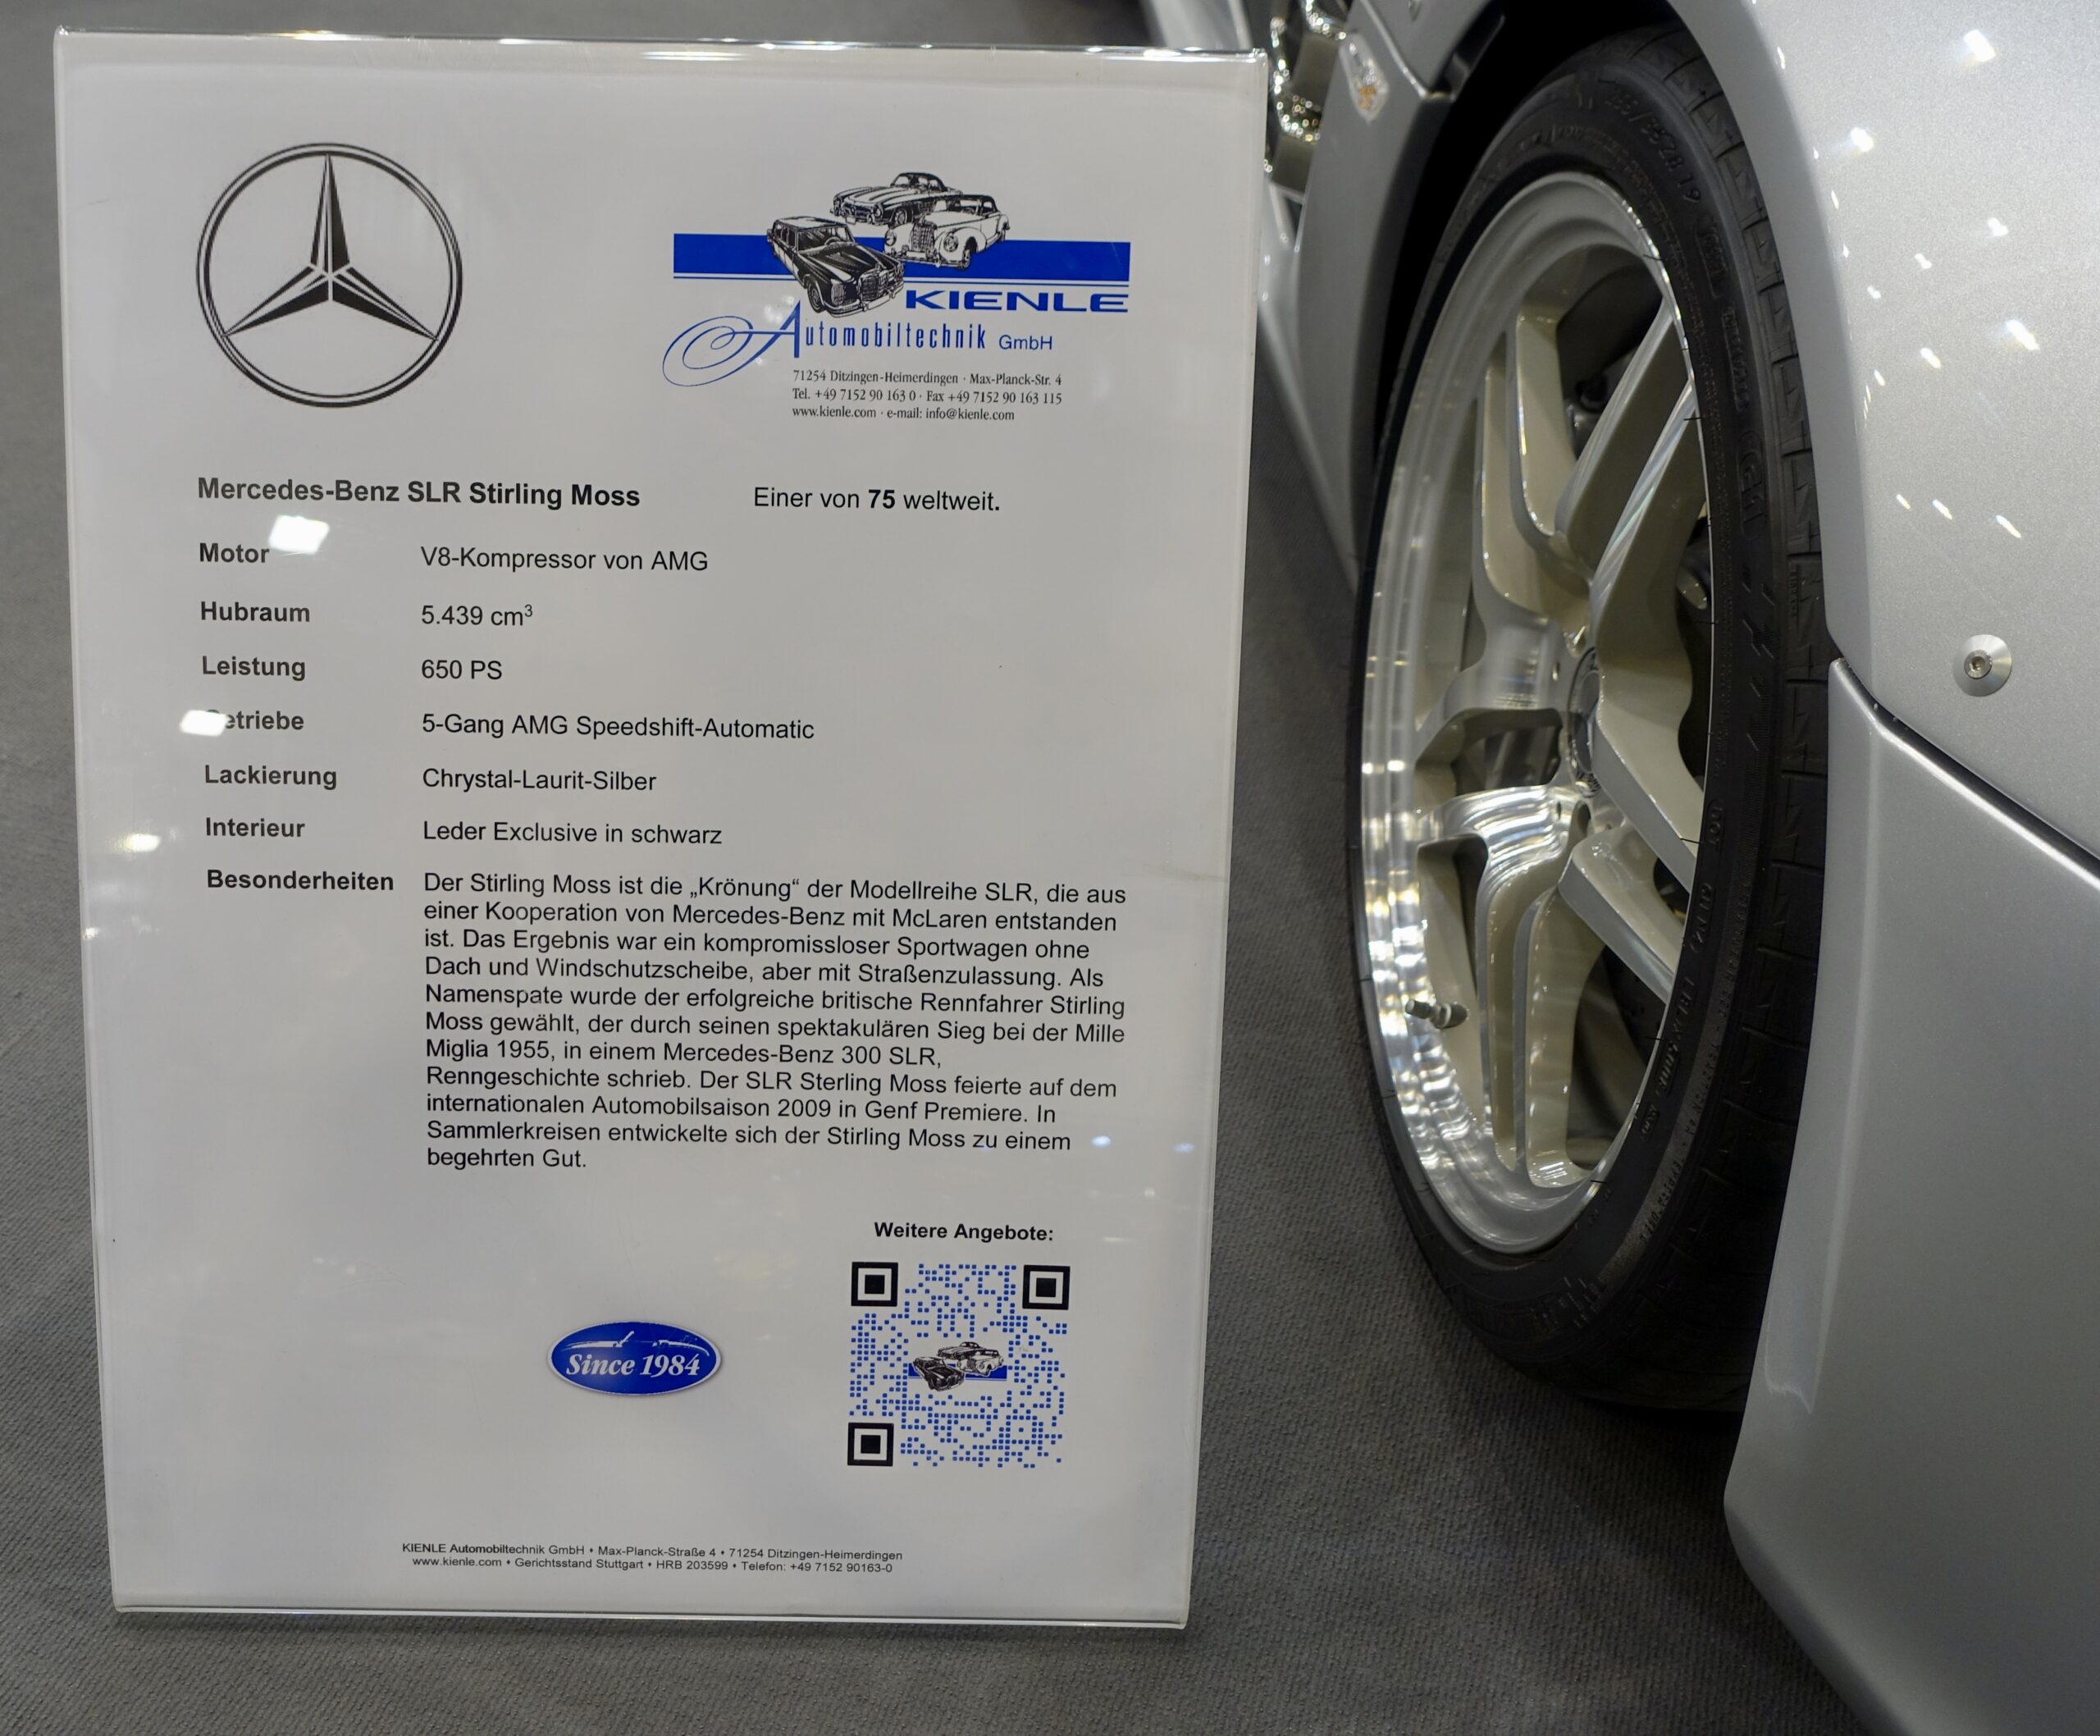 KIENLE
Automobiltechnik GmbH
71254 Ditzingen-Heimerdingen · Max-Planck-Str. 4
Tel. +49 7152 90 163 0 · Fax +49 7152 90 163 115
www.kienle.com · e-mail: info@kienle.com
Mercedes-Benz SLR Stirling Moss Einer von 75 weltweit.
Motor V8-Kompressor von AMG
Hubraum 5.439 cm³
Leistung 650 PS
etriebe 5-Gang AMG Speedshift-Automatic
Lackierung Chrystal-Laurit-Silber
Interieur Leder Exclusive in schwarz
Besonderheiten Der Stirling Moss ist die „Krönung“ der Modellreihe SLR, die aus
einer Kooperation von Mercedes-Benz mit McLaren entstanden
ist. Das Ergebnis war ein kompromissloser Sportwagen ohne
Dach und Windschutzscheibe, aber mit Straßenzulassung. Als
Namenspate wurde der erfolgreiche britische Rennfahrer Stirling
Moss gewählt, der durch seinen spektakulären Sieg bei der Mille
Miglia 1955, in einem Mercedes-Benz 300 SLR,
Renngeschichte schrieb. Der SLR Sterling Moss feierte auf dem
internationalen Automobilsaison 2009 in Genf Premiere. In
Sammlerkreisen entwickelte sich der Stirling Moss zu einem
begehrten Gut.
Weitere Angebote:
Since 1984
KIENLE Automobiltechnik GmbH • Max-Planck-Straße 4 • 71254 Ditzingen-Heimerdingen
www.kienle.com • Gerichtsstand Stuttgart • HRB 203599 • Telefon: +49 7152 90163-0